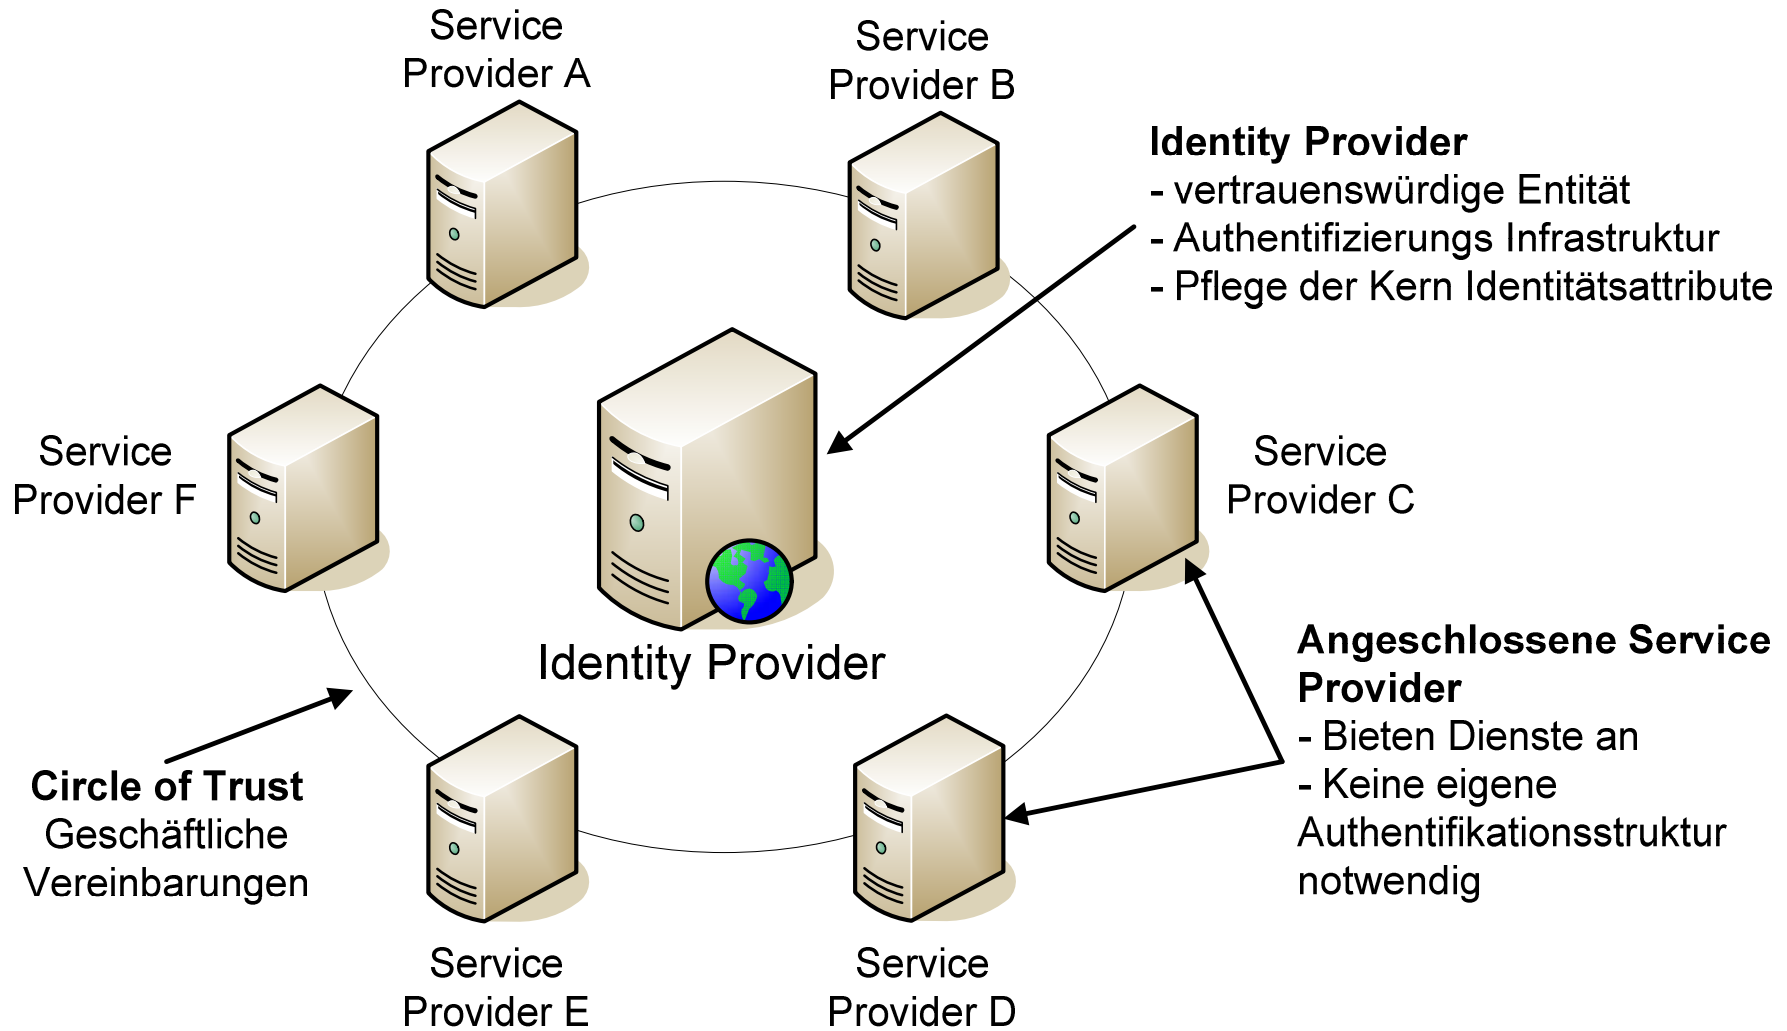 Service
Provider A
Service
Provider B
Identity Provider
- vertrauenswürdige Entität
- Authentifizierungs Infrastruktur
- Pflege der Kern Identitätsattribute
Service
Provider F
Service
Provider C
Identity Provider
Angeschlossene Service
Provider
- Bieten Dienste an
- Keine eigene
Authentifikationsstruktur
notwendig
Circle of Trust
Geschäftliche
Vereinbarungen
Service
Provider E
Service
Provider D